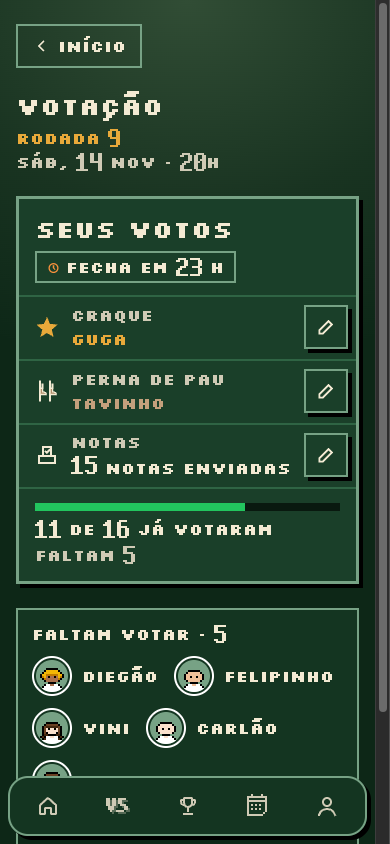 INÍCIO
VOTAÇÃO
RODADA 9
SÁB, 14 NOV · 20H
SEUS VOTOS
FECHA EM 23 H
CRAQUE
GUGA
PERNA DE PAU
TAVINHO
NOTAS
15 NOTAS ENVIADAS
11 DE 16 JÁ VOTARAM
FALTAM 5
FALTAM VOTAR · 5
DIEGÃO FELIPINHO
VINI CARLÃO
VS